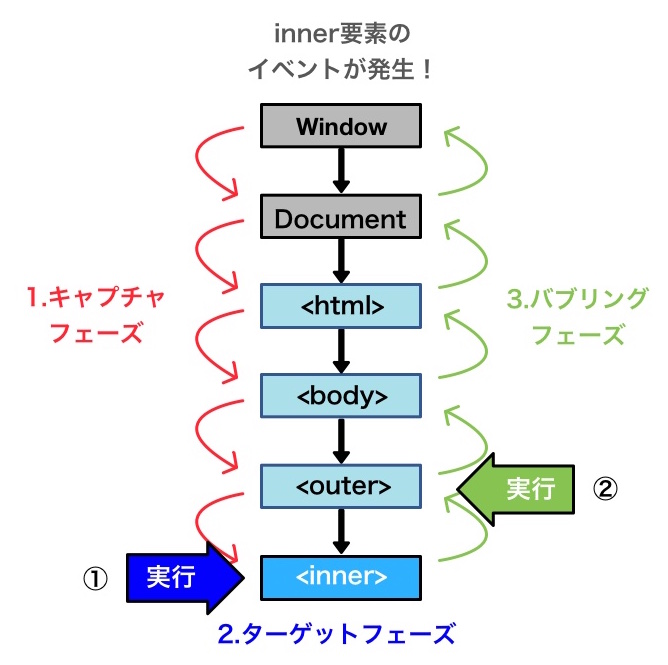 inner要素の
イベントが発生！
Window
Document
<html>
<body>
<outer>
<inner>
1.キャプチャ
フェーズ
3.バブリング
フェーズ
実行 ②
① 実行
2.ターゲットフェーズ